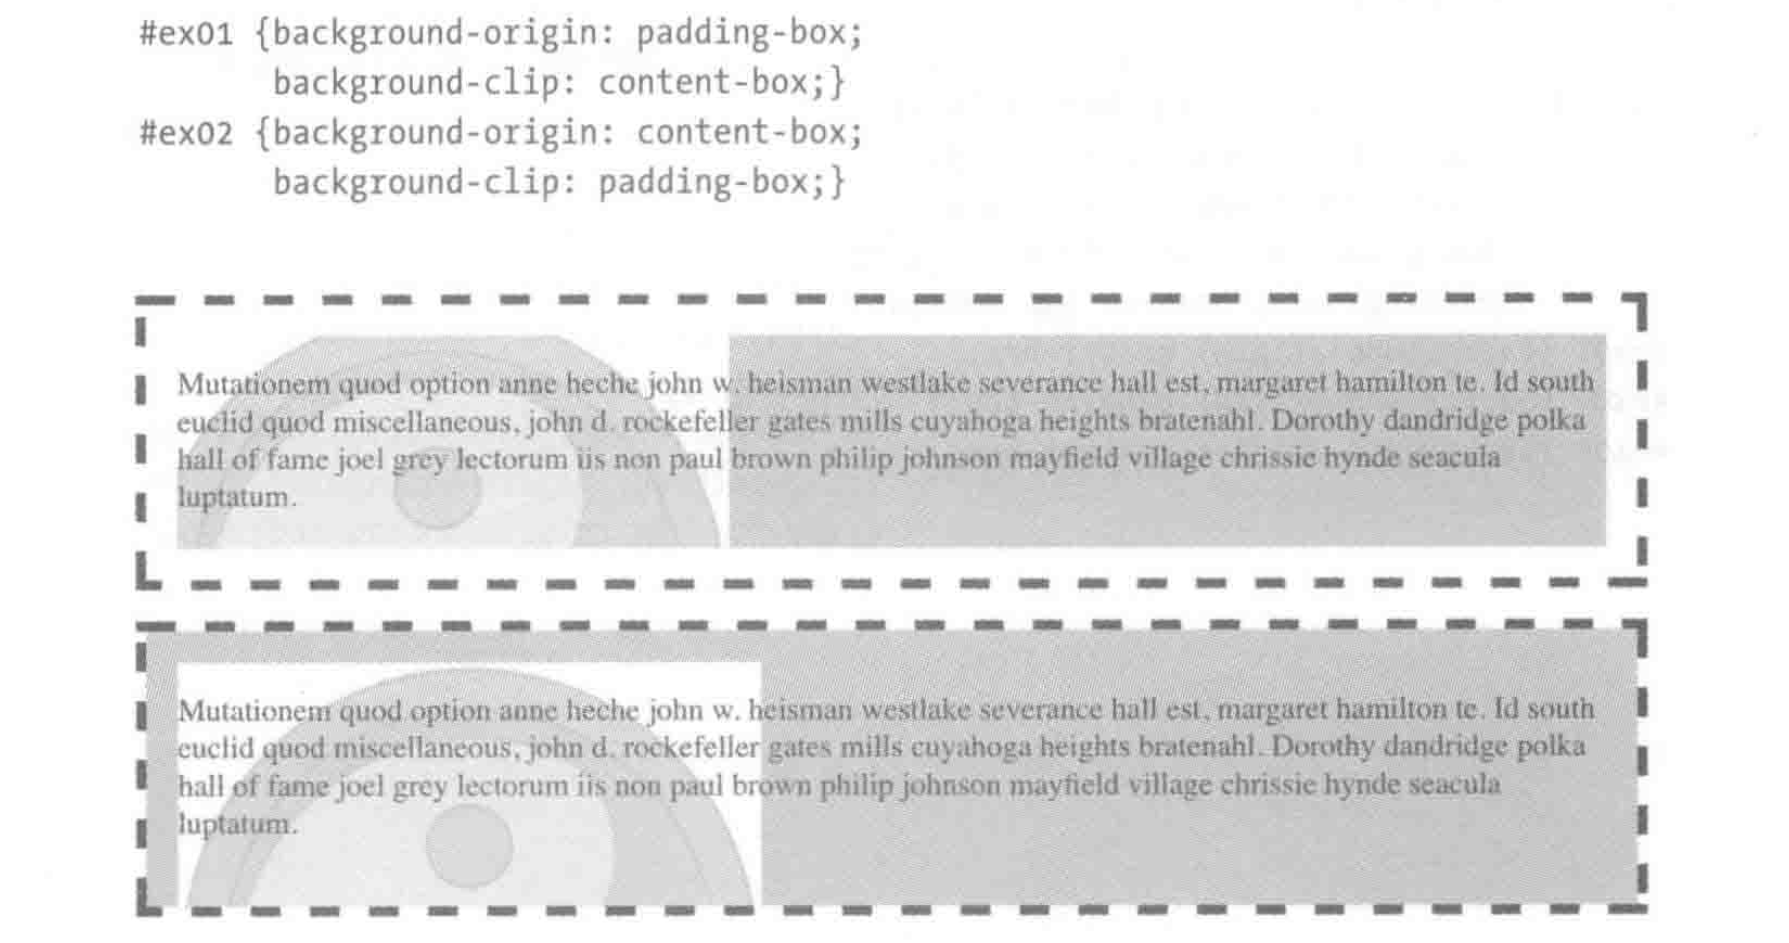 #ex01 {background-origin: padding-box;
background-clip: content-box;}
#ex02 {background-origin: content-box;
background-clip: padding-box;}
Mutationem quod option anne heche john w. heisman westlake severance hall est, margaret hamilton te. Id south
euclid quod miscellaneous, john d. rockefeller gates mills cuyahoga heights bratenahl. Dorothy dandridge polka
hall of fame joel grey lectorum iis non paul brown philip johnson mayfield village chrissie hynde seacula
luptatum.
Mutationem quod option anne heche john w. heisman westlake severance hall est, margaret hamilton te. Id south
euclid quod miscellaneous, john d. rockefeller gates mills cuyahoga heights bratenahl. Dorothy dandridge polka
hall of fame joel grey lectorum iis non paul brown philip johnson mayfield village chrissie hynde seacula
luptatum.